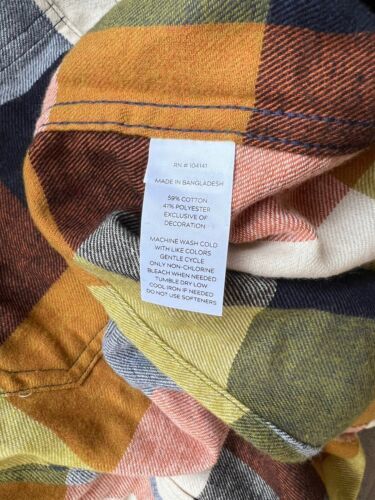 RN # 104141
MADE IN BANGLADESH
59% COTTON
41% POLYESTER
EXCLUSIVE OF
DECORATION
MACHINE WASH COLD
WITH LIKE COLORS
GENTLE CYCLE
ONLY NON-CHLORINE
BLEACH WHEN NEEDED
TUMBLE DRY LOW
COOL IRON IF NEEDED
DO NOT USE SOFTENERS